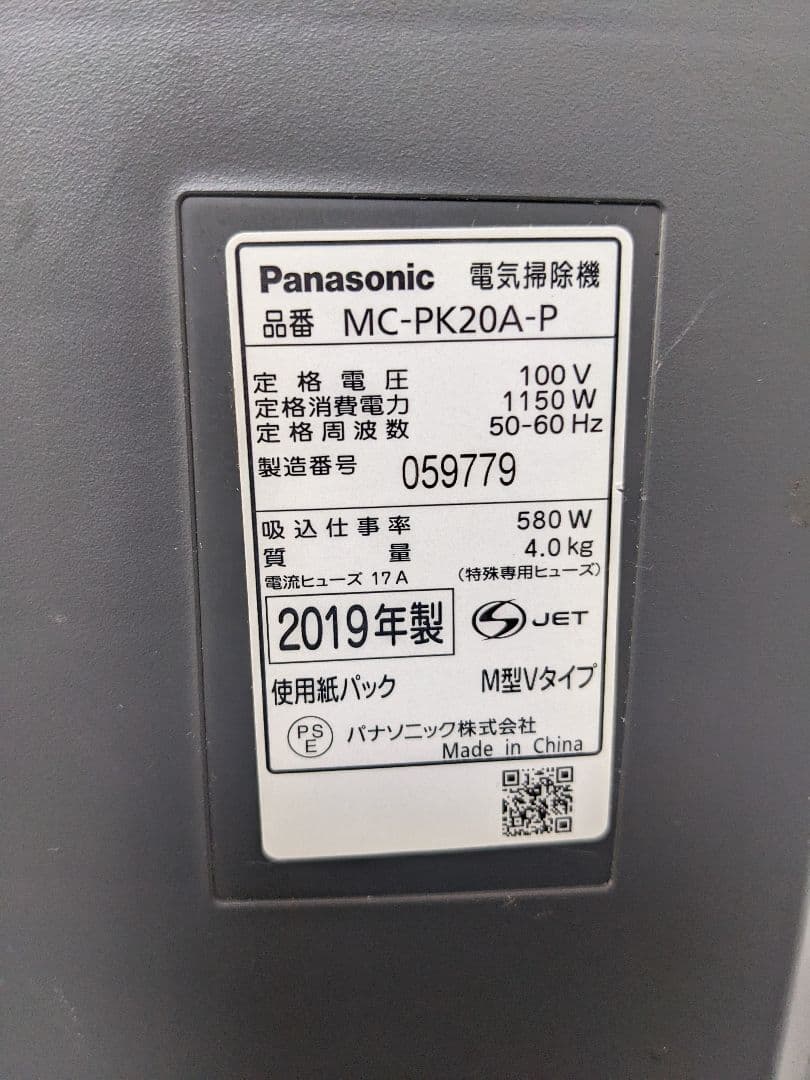 Panasonic 電気掃除機
品番 MC-PK20A-P
定格電圧 100 V
定格消費電力 1150 W
定格周波数 50-60 Hz
製造番号 059779
吸込仕事率 580 W
質量 4.0 kg
電流ヒューズ 17 A (特殊専用ヒューズ)
2019年製 S JET
使用紙パック M型Vタイプ
PS E パナソニック株式会社
Made in China